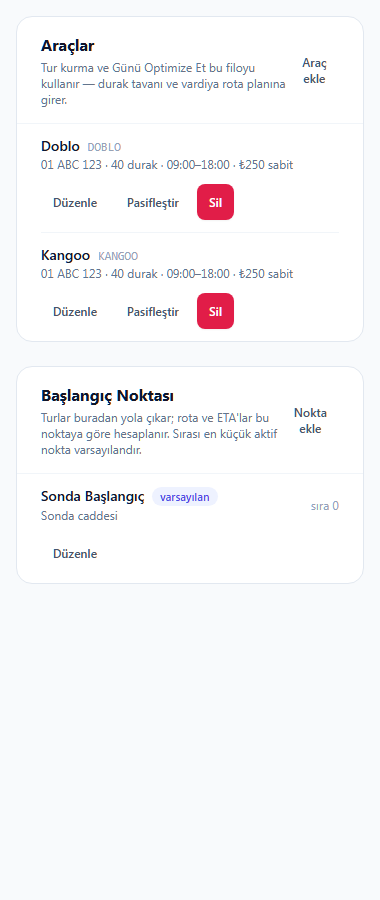 Araçlar
Tur kurma ve Günü Optimize Et bu filoyu
kullanır — durak tavanı ve vardiya rota planına
girer.
Araç
ekle
Doblo DOBLO
01 ABC 123 · 40 durak · 09:00–18:00 · ₺250 sabit
Düzenle Pasifleştir Sil
Kangoo KANGOO
01 ABC 123 · 40 durak · 09:00–18:00 · ₺250 sabit
Düzenle Pasifleştir Sil
Başlangıç Noktası
Turlar buradan yola çıkar; rota ve ETA'lar bu
noktaya göre hesaplanır. Sırası en küçük aktif
nokta varsayılandır.
Nokta
ekle
Sonda Başlangıç varsayılan
Sonda caddesi
sıra 0
Düzenle